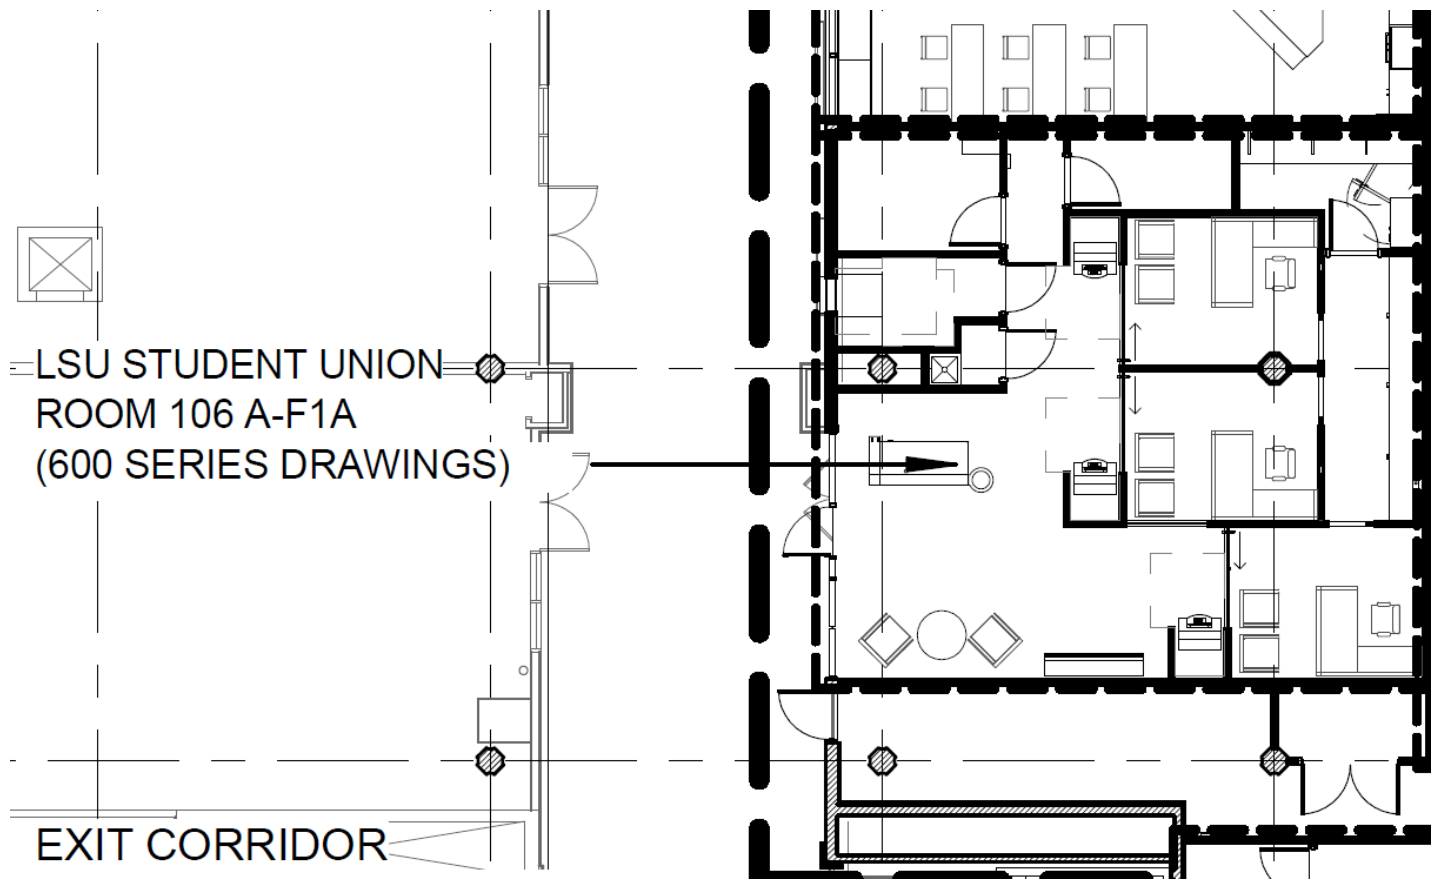 LSU STUDENT UNION
ROOM 106 A-F1A
(600 SERIES DRAWINGS)
EXIT CORRIDOR